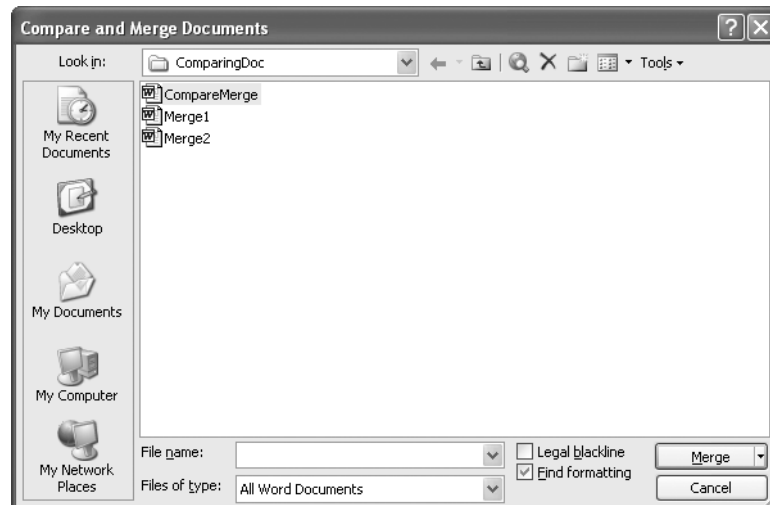 Compare and Merge Documents
Look in:
ComparingDoc
Tools
CompareMerge
Merge1
Merge2
My Recent
Documents
Desktop
My Documents
My Computer
My Network
Places
File name:
Files of type:
All Word Documents
Legal blackline
Find formatting
Merge
Cancel